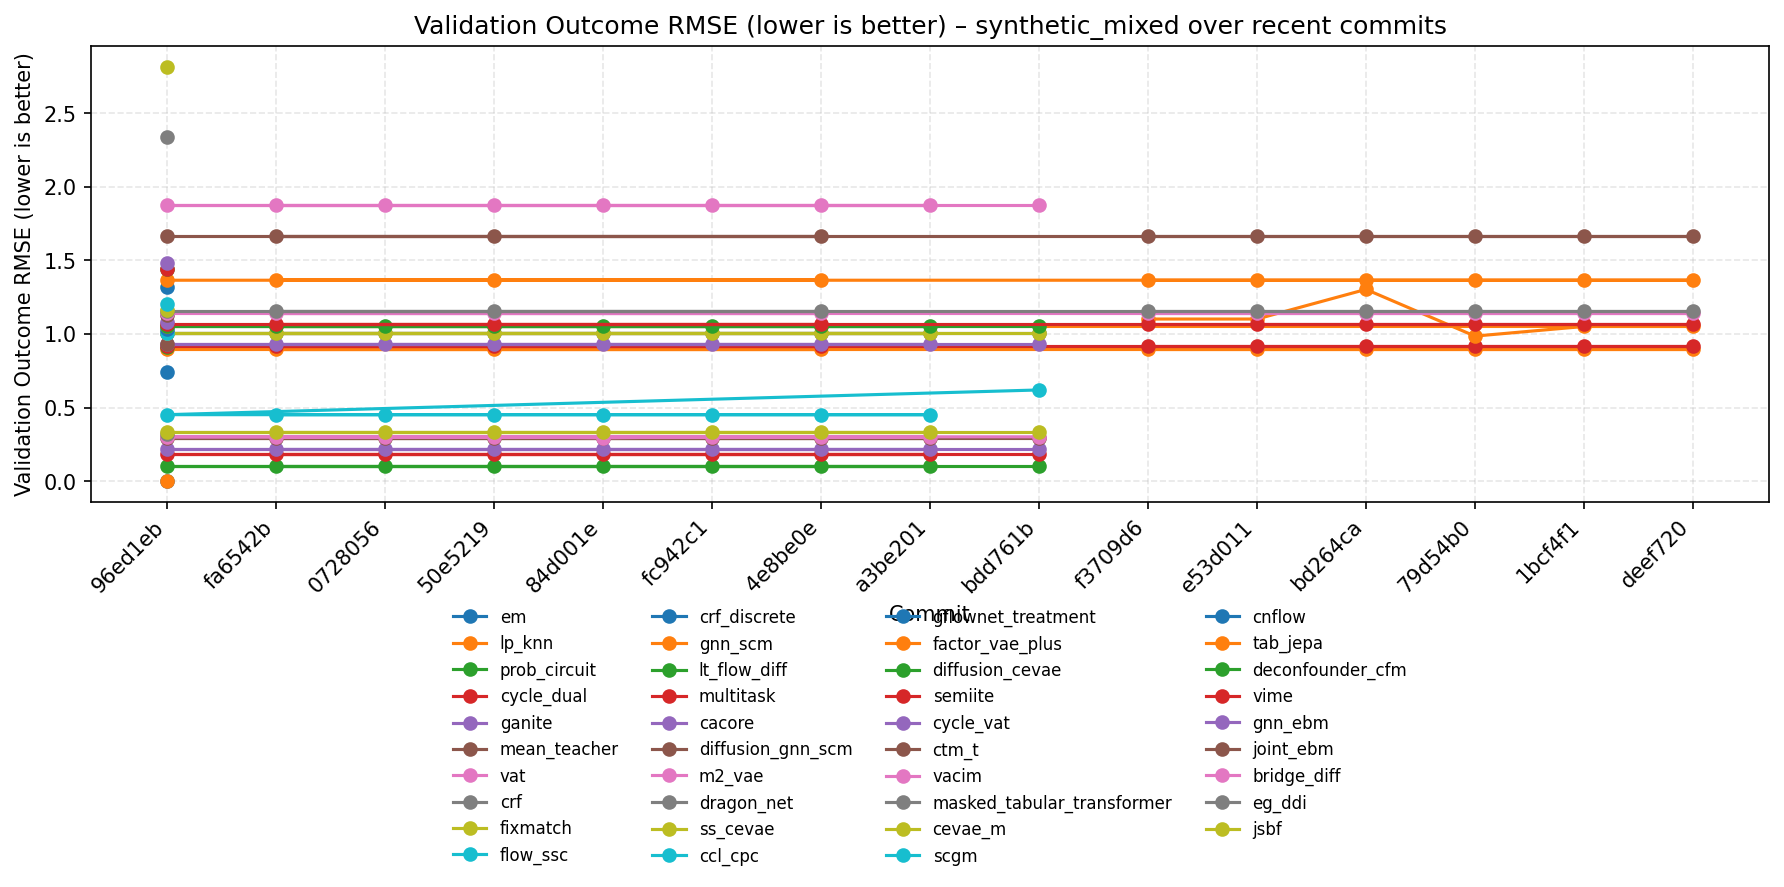 Validation Outcome RMSE (lower is better) – synthetic_mixed over recent commits
Validation Outcome RMSE (lower is better)
2.5
2.0
1.5
1.0
0.5
0.0
96ed1eb
fa6542b
0728056
50e5219
84d001e
fc942c1
4e8be0e
a3be201
bdd761b
f3709d6
e53d011
bd264ca
79d54b0
1bcf4f1
deef720
Commit
em
lp_knn
prob_circuit
cycle_dual
ganite
mean_teacher
vat
crf
fixmatch
flow_ssc
crf_discrete
gnn_scm
lt_flow_diff
multitask
cacore
diffusion_gnn_scm
m2_vae
dragon_net
ss_cevae
ccl_cpc
gflownet_treatment
factor_vae_plus
diffusion_cevae
semiite
cycle_vat
ctm_t
vacim
masked_tabular_transformer
cevae_m
scgm
cnflow
tab_jepa
deconfounder_cfm
vime
gnn_ebm
joint_ebm
bridge_diff
eg_ddi
jsbf